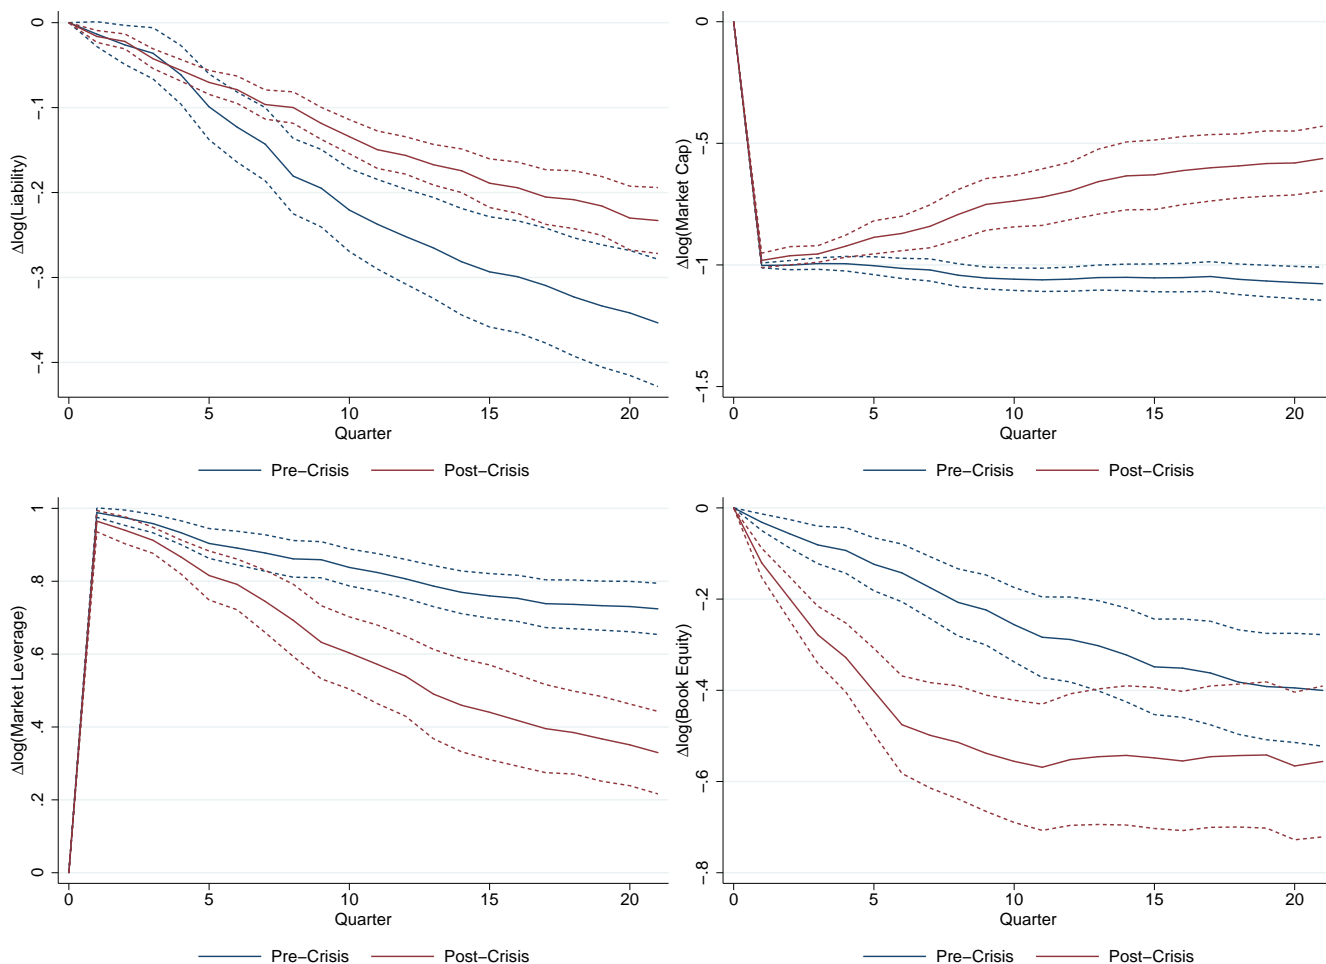 Δlog(Liability)
0
−.1
−.2
−.3
−.4
0 5 10 15 20
Quarter
Pre−Crisis Post−Crisis
Δlog(Market Cap)
0
−.5
−1
−1.5
0 5 10 15 20
Quarter
Pre−Crisis Post−Crisis
Δlog(Market Leverage)
1
.8
.6
.4
.2
0
0 5 10 15 20
Quarter
Pre−Crisis Post−Crisis
Δlog(Book Equity)
0
−.2
−.4
−.6
−.8
0 5 10 15 20
Quarter
Pre−Crisis Post−Crisis